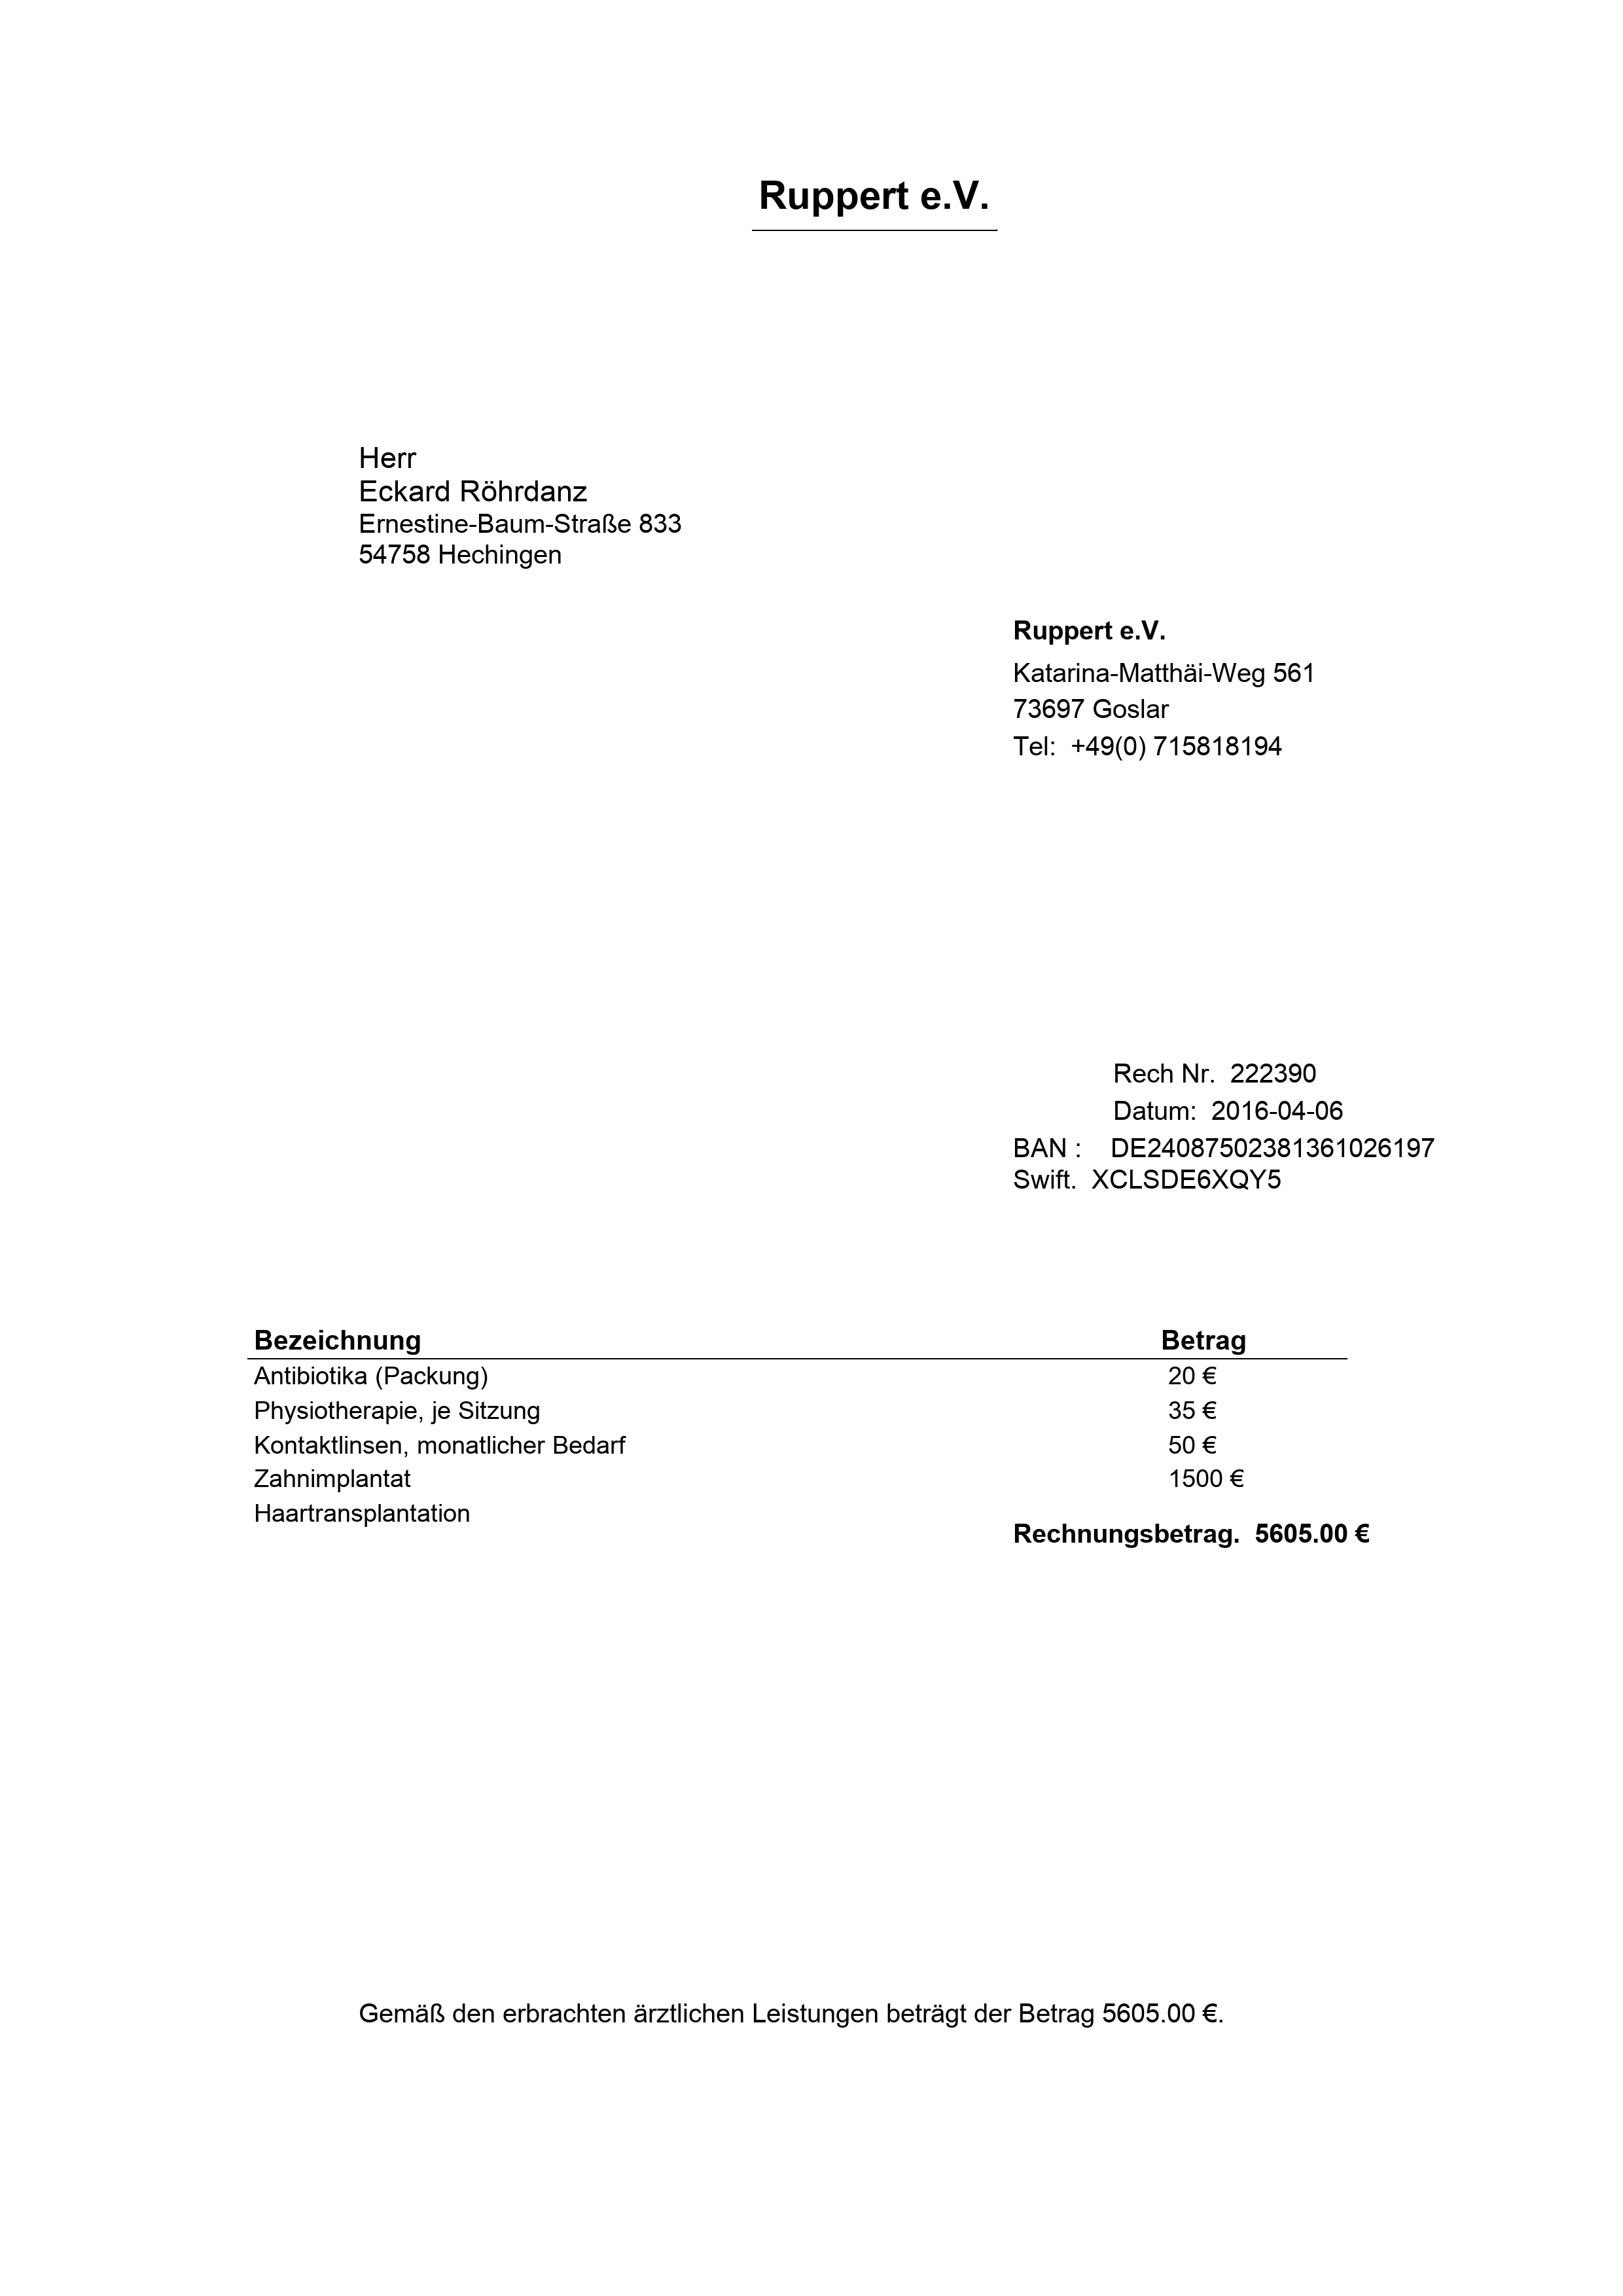 Ruppert e.V.
Herr
Eckard Röhrdanz
Ernestine-Baum-Straße 833
54758 Hechingen
Ruppert e.V.
Katarina-Matthäi-Weg 561
73697 Goslar
Tel: +49(0) 715818194
Rech Nr. 222390
Datum: 2016-04-06
BAN : DE24087502381361026197
Swift. XCLSDE6XQY5
Bezeichnung Betrag
Antibiotika (Packung) 20 €
Physiotherapie, je Sitzung 35 €
Kontaktlinsen, monatlicher Bedarf 50 €
Zahnimplantat 1500 €
Haartransplantation
Rechnungsbetrag. 5605.00 €
Gemäß den erbrachten ärztlichen Leistungen beträgt der Betrag 5605.00 €.